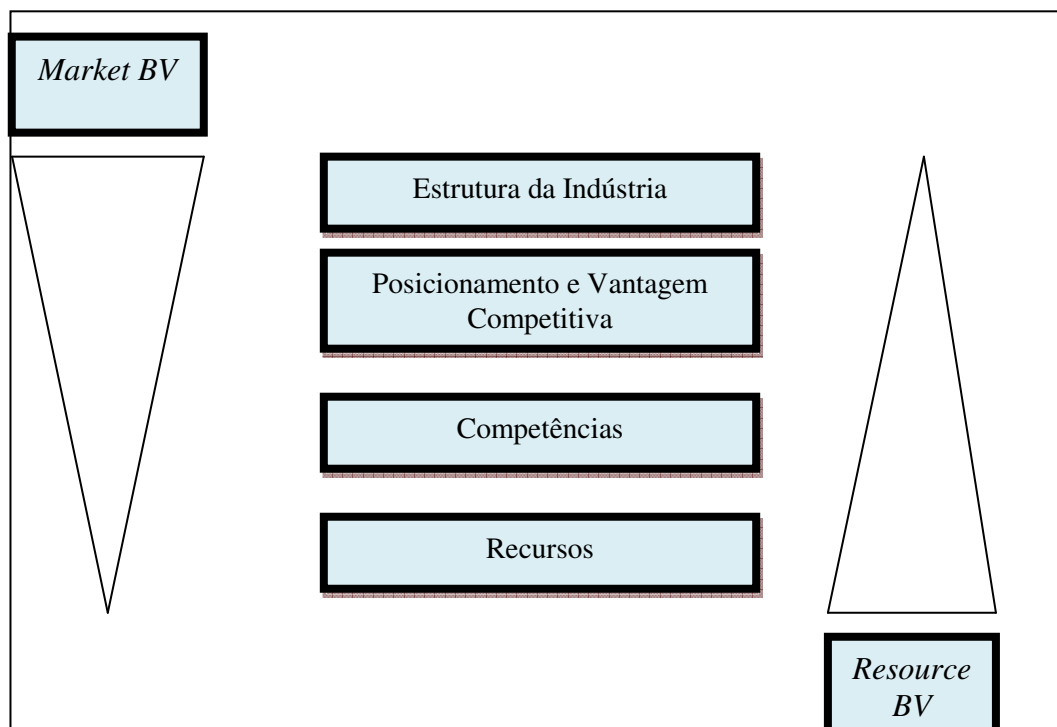 Market BV
Estrutura da Indústria
Posicionamento e Vantagem
Competitiva
Competências
Recursos
Resource
BV